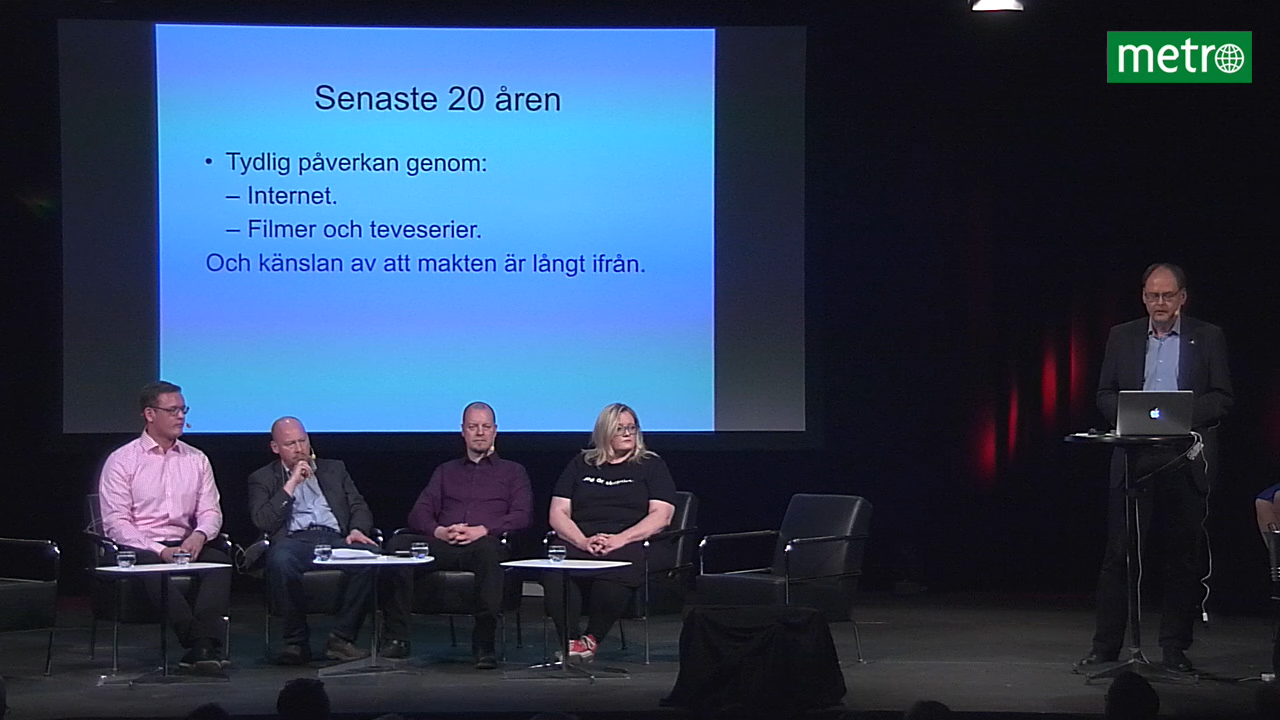 metro
Senaste 20 åren
• Tydlig påverkan genom:
– Internet.
– Filmer och teveserier.
Och känslan av att makten är långt ifrån.